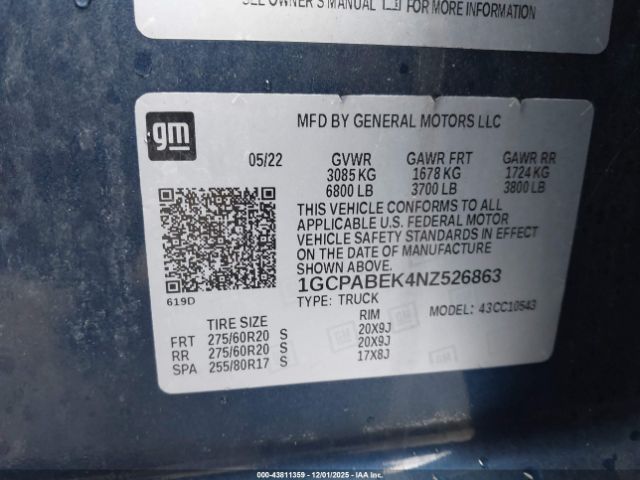 SEE OWNER'S MANUAL FOR MORE INFORMATION
gm
MFD BY GENERAL MOTORS LLC
05/22 GVWR GAWR FRT GAWR RR
3085 KG 1678 KG 1724 KG
6800 LB 3700 LB 3800 LB
THIS VEHICLE CONFORMS TO ALL
APPLICABLE U.S. FEDERAL MOTOR
VEHICLE SAFETY STANDARDS IN EFFECT
ON THE DATE OF MANUFACTURE
SHOWN ABOVE.
1GCPABEK4NZ526863
619D
TYPE: TRUCK MODEL: 43CC10543
TIRE SIZE RIM
FRT 275/60R20 S 20X9J
RR 275/60R20 S 20X9J
SPA 255/80R17 S 17X8J
000-43811359 - 12/01/2025 - IAAI.COM